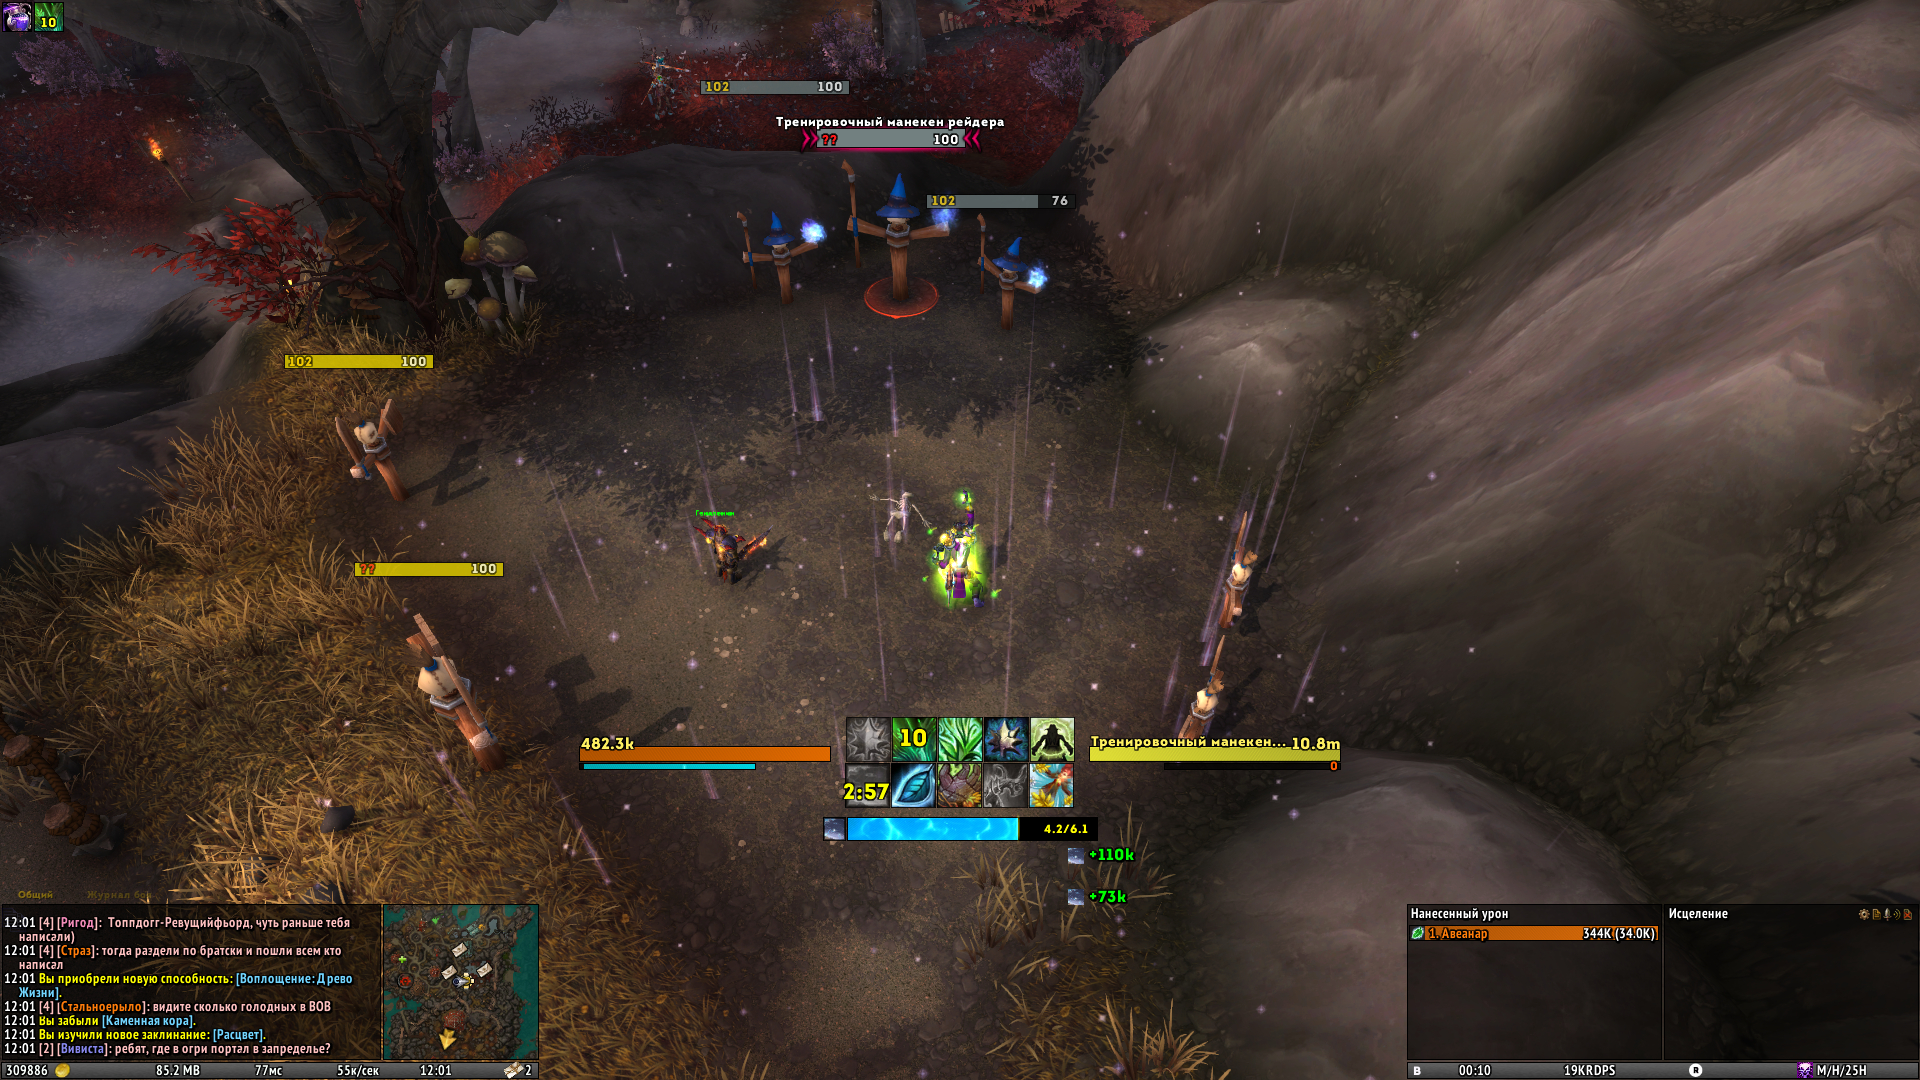 10
102 100
Тренировочный манекен рейдера
?? 100
102 76
102 100
?? 100
482.3k
10
Тренировочный манекен... 10.8m
0
2:57
4.2/6.1
+110k
+73k
Общий
12:01 [4] [Ригод]: Топпдогг-Ревущийфьорд, чуть раньше тебя
написали)
12:01 [4] [Страз]: тогда раздели по братски и пошли всем кто
написал
12:01 Вы приобрели новую способность: [Воплощение: Древо
Жизни].
12:01 [4] [Стальноерыло]: видите сколько голодных в ВОВ
12:01 Вы забыли [Каменная кора].
12:01 Вы изучили новое заклинание: [Расцвет].
12:01 [2] [Вивиста]: ребят, где в огри портал в запределье?
309886 85.2 MB 77мс 55к/сек 12:01 2
Нанесенный урон
1. Авеанар 344K (34.0K)
Исцеление
B 00:10 19KRDPS R M/H/25H